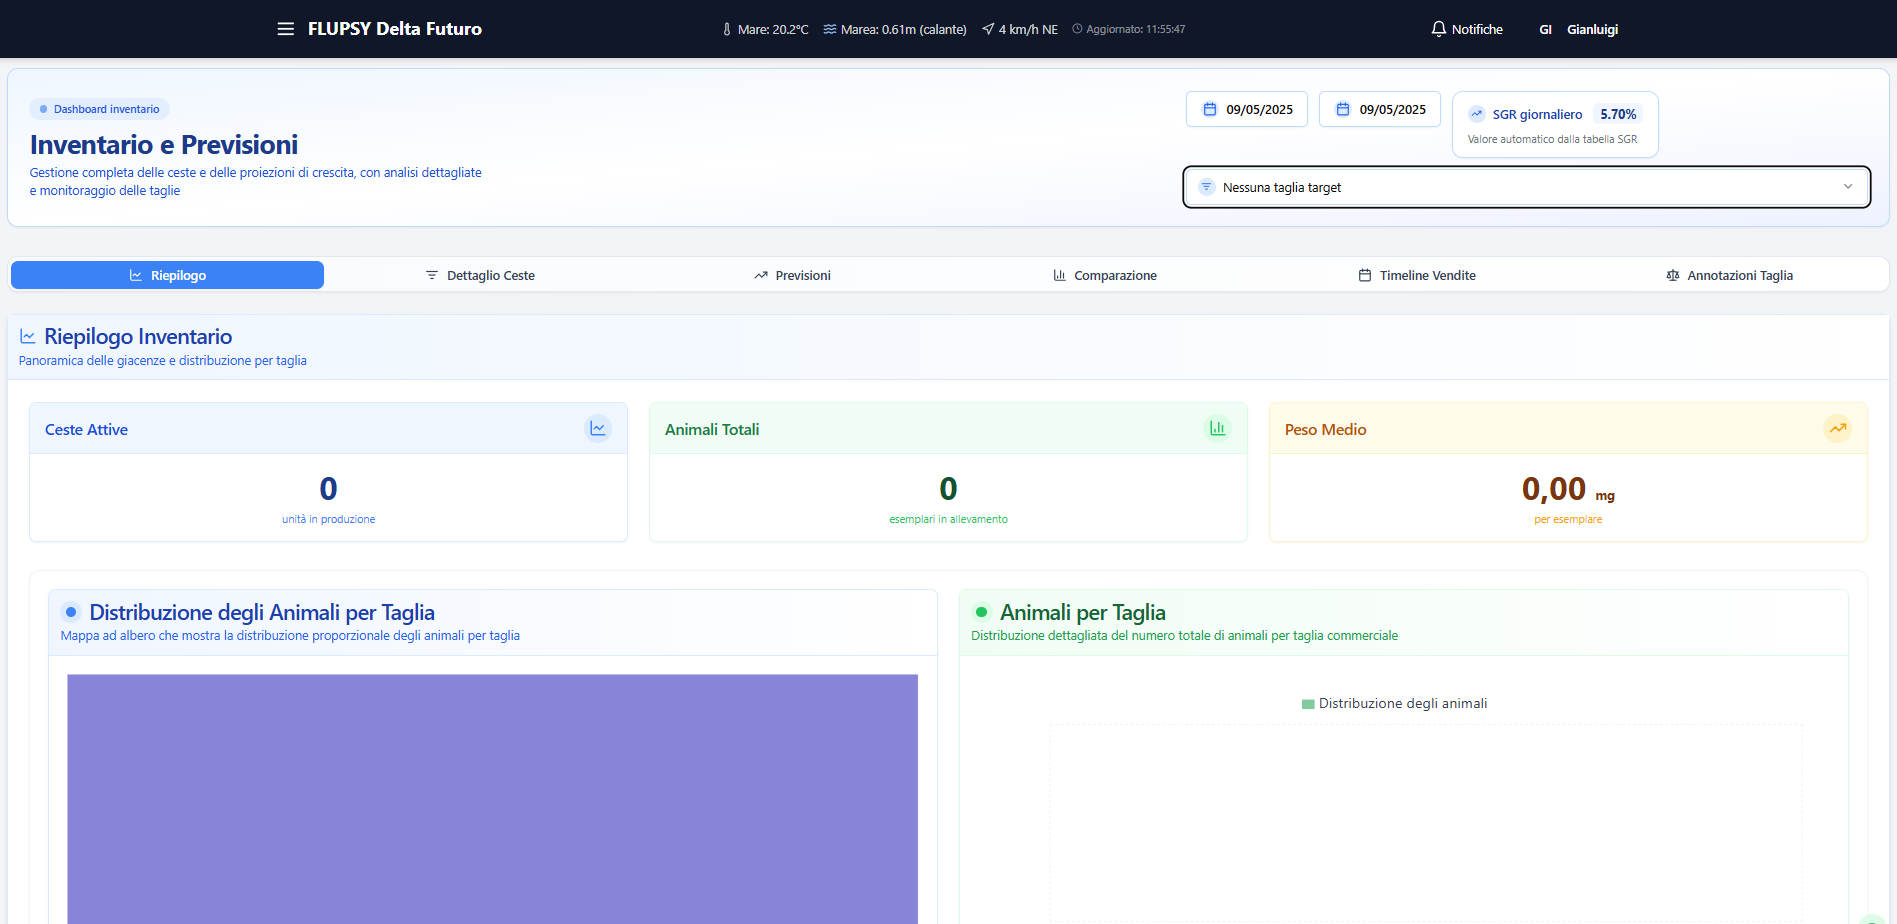 FLUPSY Delta Futuro
Mare: 20.2°C
Marea: 0.61m (calante)
4 km/h NE
Aggiornato: 11:55:47
Notifiche
GI
Gianluigi
Dashboard inventario
Inventario e Previsioni
Gestione completa delle ceste e delle proiezioni di crescita, con analisi dettagliate
e monitoraggio delle taglie
09/05/2025
09/05/2025
SGR giornaliero 5.70%
Valore automatico dalla tabella SGR
Nessuna taglia target
Riepilogo
Dettaglio Ceste
Previsioni
Comparazione
Timeline Vendite
Annotazioni Taglia
Riepilogo Inventario
Panoramica delle giacenze e distribuzione per taglia
Ceste Attive
0
unità in produzione
Animali Totali
0
esemplari in allevamento
Peso Medio
0,00 mg
per esemplare
Distribuzione degli Animali per Taglia
Mappa ad albero che mostra la distribuzione proporzionale degli animali per taglia
Animali per Taglia
Distribuzione dettagliata del numero totale di animali per taglia commerciale
Distribuzione degli animali